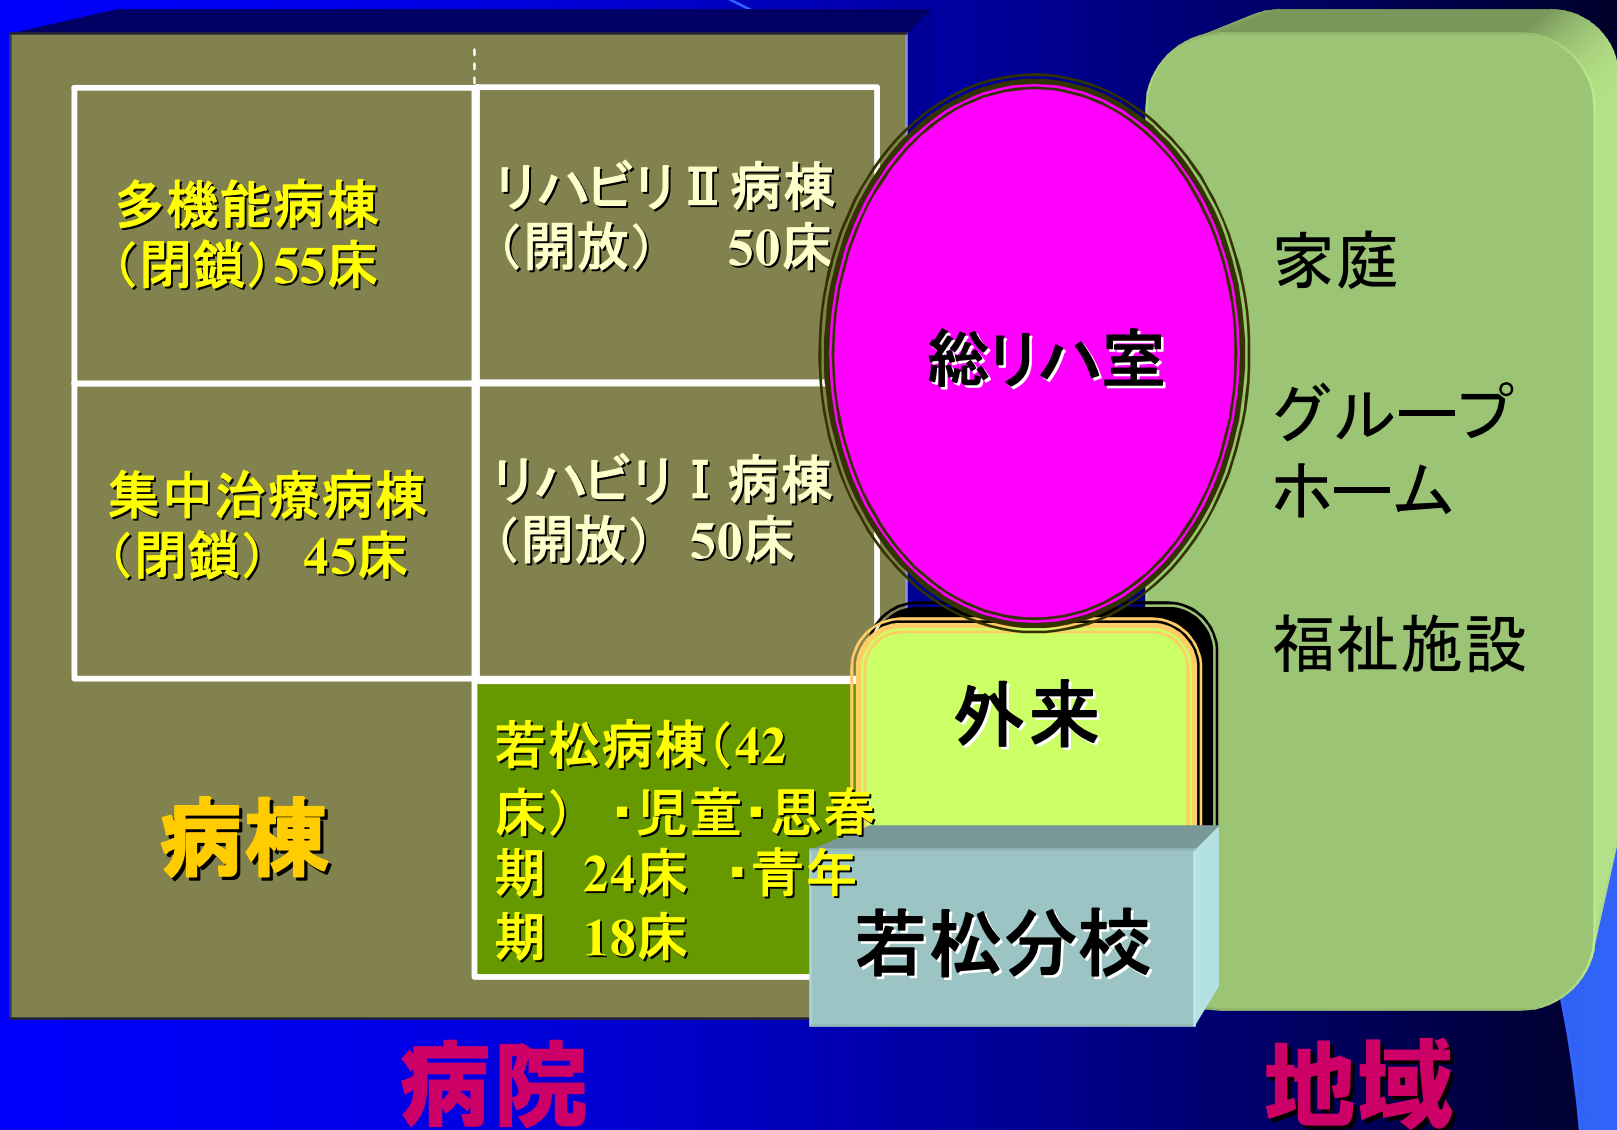 多機能病棟
（閉鎖）55床
リハビリⅡ病棟
（開放）　50床
集中治療病棟
（閉鎖） 45床
リハビリⅠ病棟
（開放） 50床
若松病棟（42
床） ・児童・思春
期 24床 ・青年
期 18床
病棟
総リハ室
外来
若松分校
家庭
グループ
ホーム
福祉施設
病院
地域